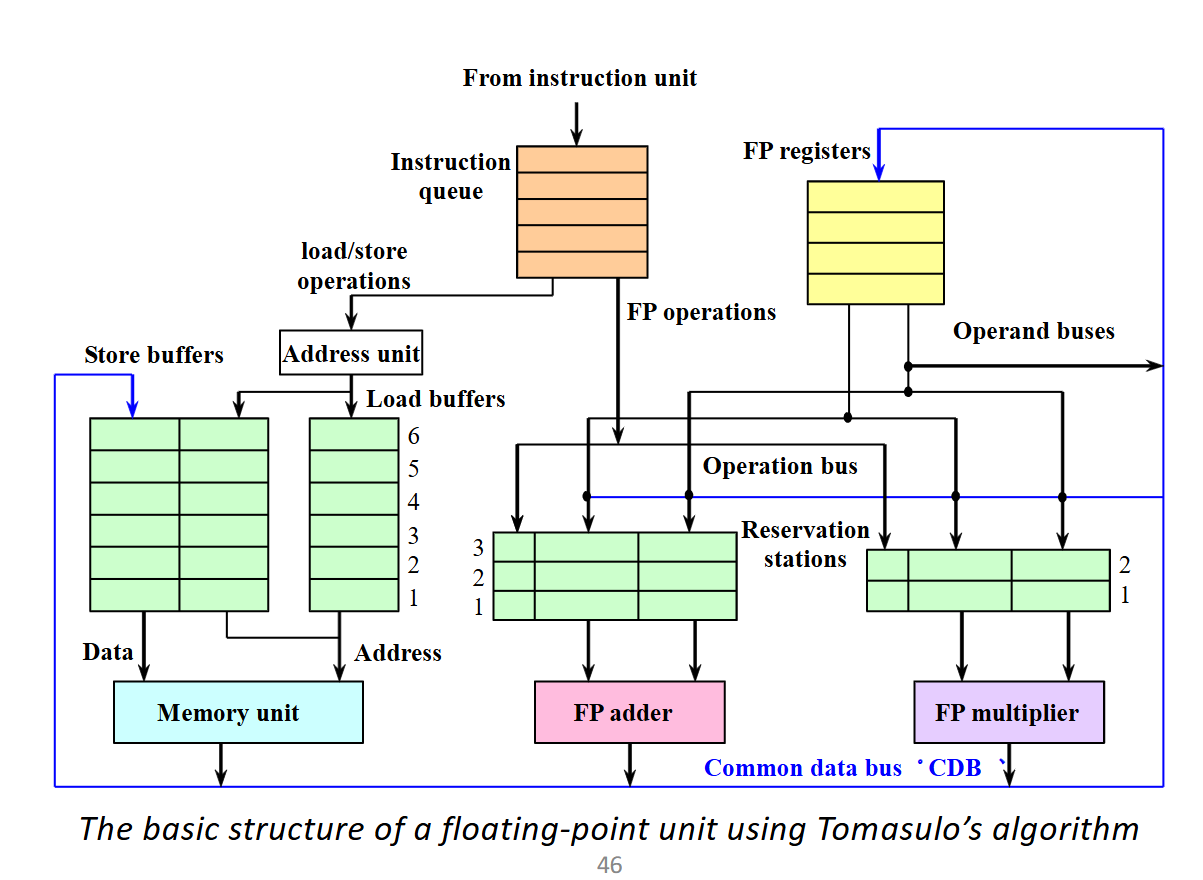 From instruction unit
Instruction
queue
FP registers
load/store
operations
FP operations
Operand buses
Address unit
Store buffers
Load buffers
6
5
4
3
2
1
Operation bus
Reservation
stations
3
2
1
2
1
Data
Address
Memory unit
FP adder
FP multiplier
Common data bus CDB
The basic structure of a floating-point unit using Tomasulo's algorithm
46